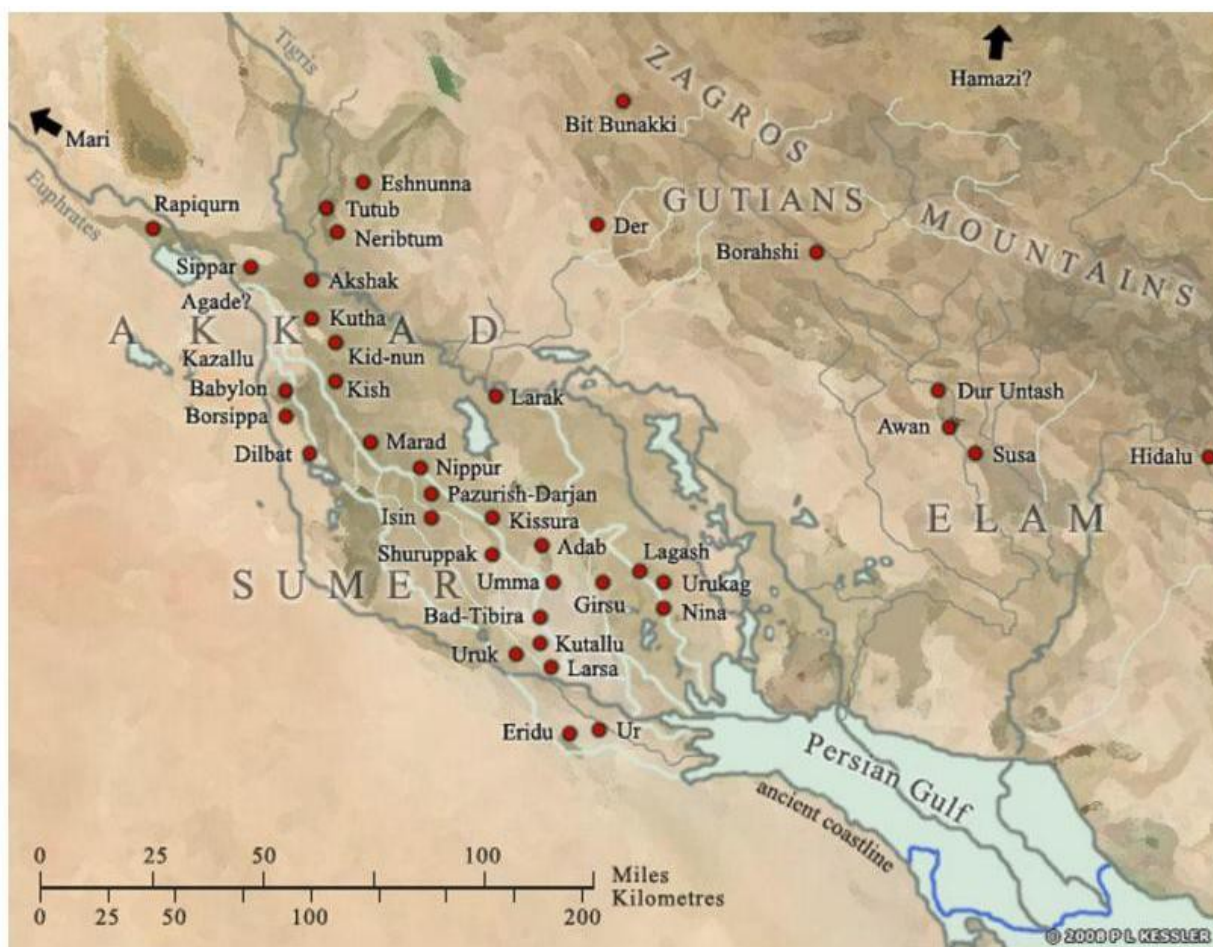 Hamazi?
ZAGROS
MOUNTAINS
Tigris
Mari
Euphrates
Bit Bunakki
Eshnunna
GUTIANS
Rapiqurn
Tutub
Neribtum
Der
Borahshi
Sippar
Akshak
Agade?
Kutha
AKKAD
Kid-nun
Kazallu
Babylon
Kish
Larak
Dur Untash
Borsippa
Awan
Marad
Dilbat
Nippur
Susa
Hidalu
Pazurish-Darjan
Isin
Kissura
ELAM
Adab
Shuruppak
Lagash
SUMER
Umma
Girsu
Urukag
Nina
Bad-Tibira
Kutallu
Uruk
Larsa
Eridu
Ur
Persian Gulf
ancient coastline
0 25 50 100
Miles
Kilometres
0 25 50 100 200
© 2008 P L KESSLER